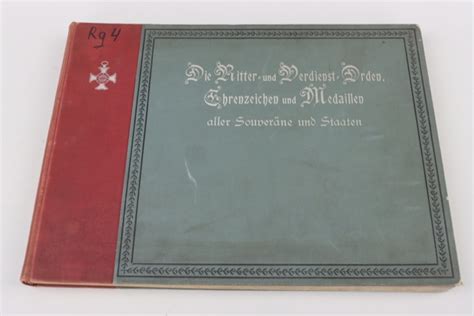 Rg 4
Die Ritter- und Verdienst-Orden,
Ehrenzeichen und Medaillen
aller Souveräne und Staaten